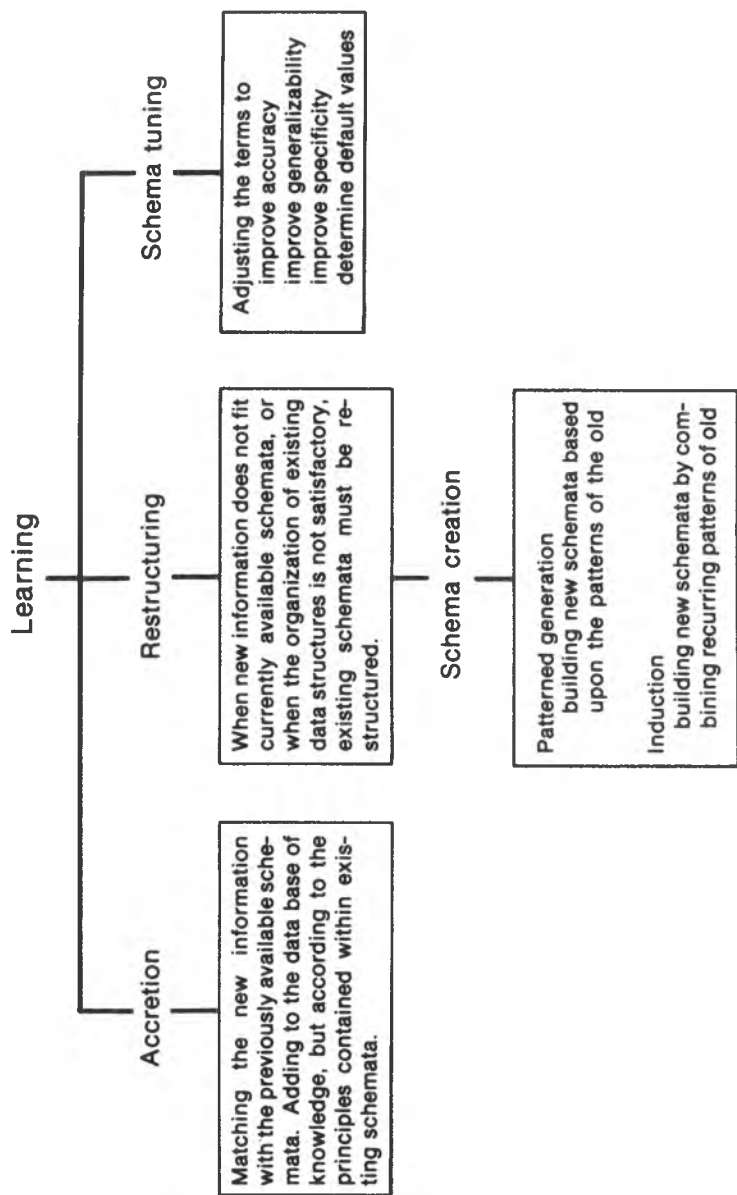 Learning
Accretion
Matching the new information
with the previously available sche-
mata. Adding to the data base of
knowledge, but according to the
principles contained within exis-
ting schemata.
Restructuring
When new information does not fit
currently available schemata, or
when the organization of existing
data structures is not satisfactory,
existing schemata must be re-
structured.
Schema creation
Patterned generation
building new schemata based
upon the patterns of the old
Induction
building new schemata by com-
bining recurring patterns of old
Schema tuning
Adjusting the terms to
improve accuracy
improve generalizability
improve specificity
determine default values